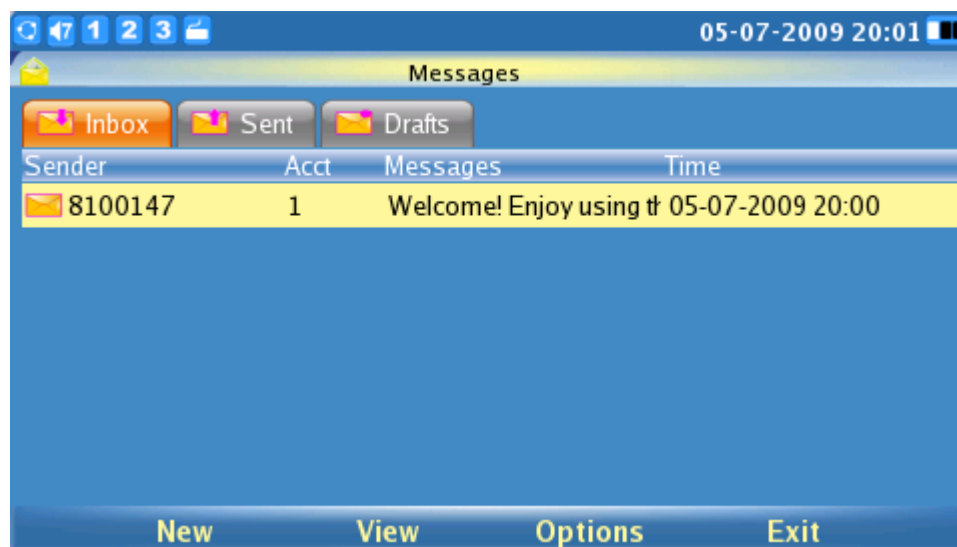 7 1 2 3 05-07-2009 20:01
Messages
Inbox Sent Drafts
Sender Acct Messages Time
8100147 1 Welcome! Enjoy using 05-07-2009 20:00
New View Options Exit